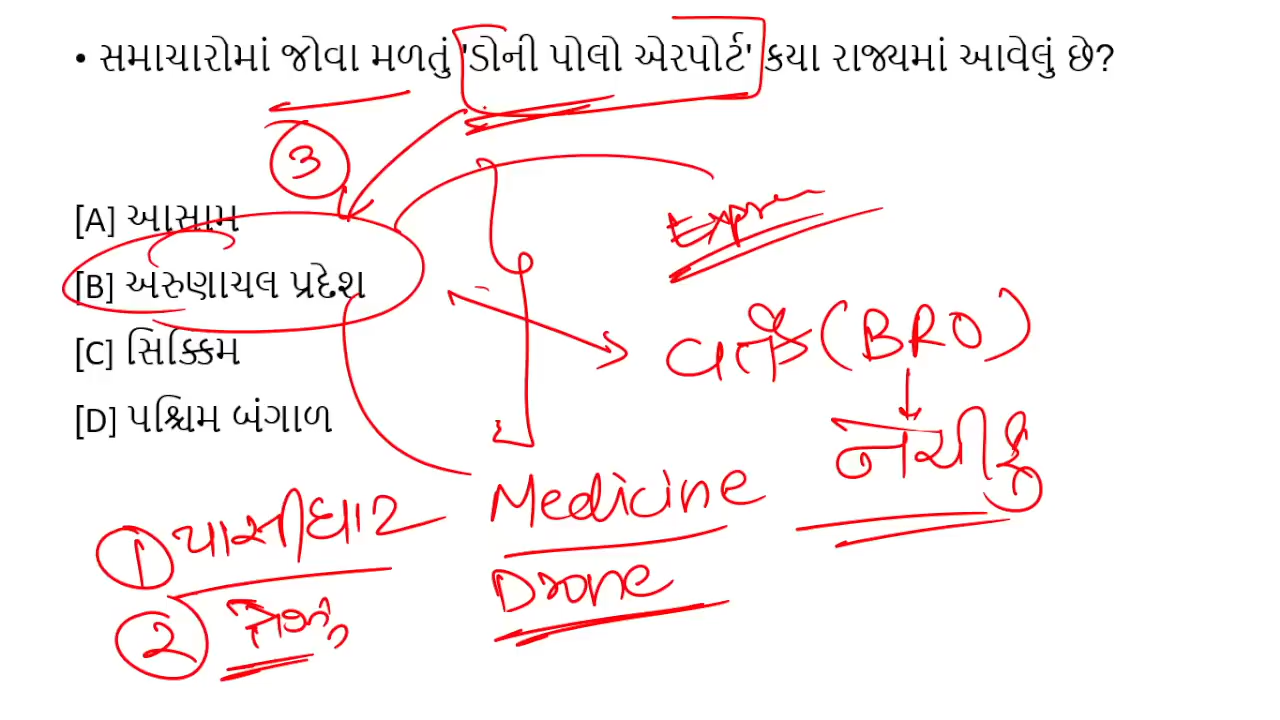 • સમાચારોમાં જોવા મળતું 'ડોની પોલો એરપોર્ટ' કયા રાજ્યમાં આવેલું છે?
3
[A] આસામ
[B] અરુણાચલ પ્રદેશ
[C] સિક્કિમ
[D] પશ્ચિમ બંગાળ
(BRO)
Medicine
1 પાસીઘાટ
Drone
2 તેઝુ